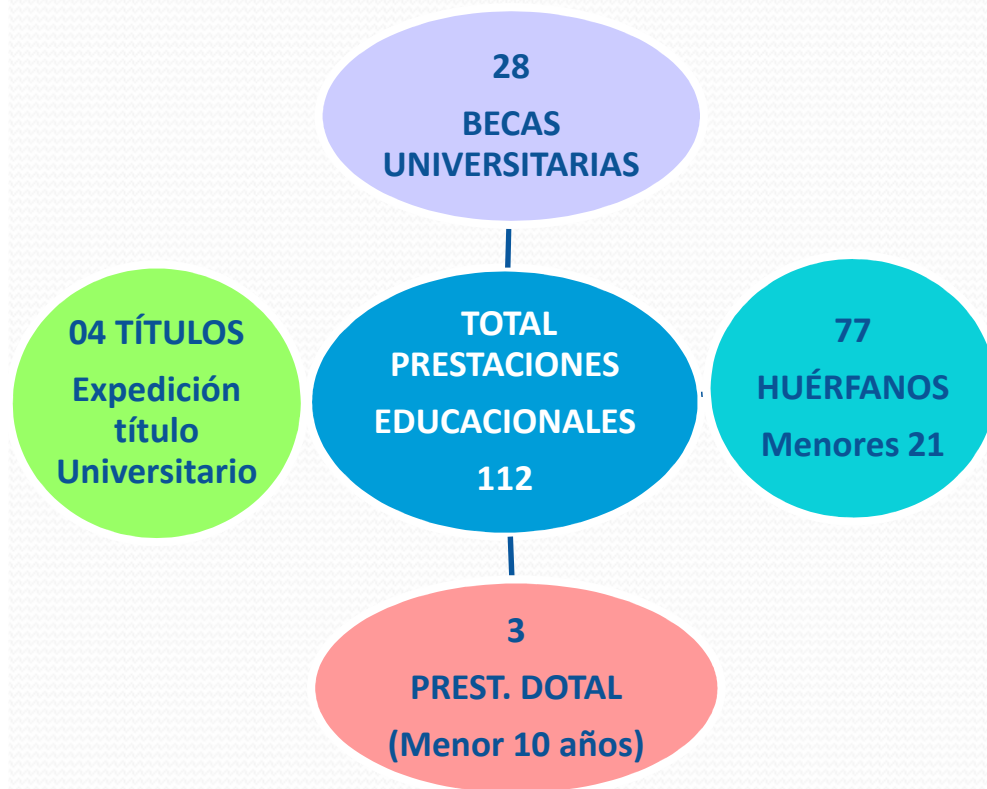 28
BECAS
UNIVERSITARIAS
04 TÍTULOS
Expedición
título
Universitario
TOTAL
PRESTACIONES
EDUCACIONALES
112
77
HUÉRFANOS
Menores 21
3
PREST. DOTAL
(Menor 10 años)